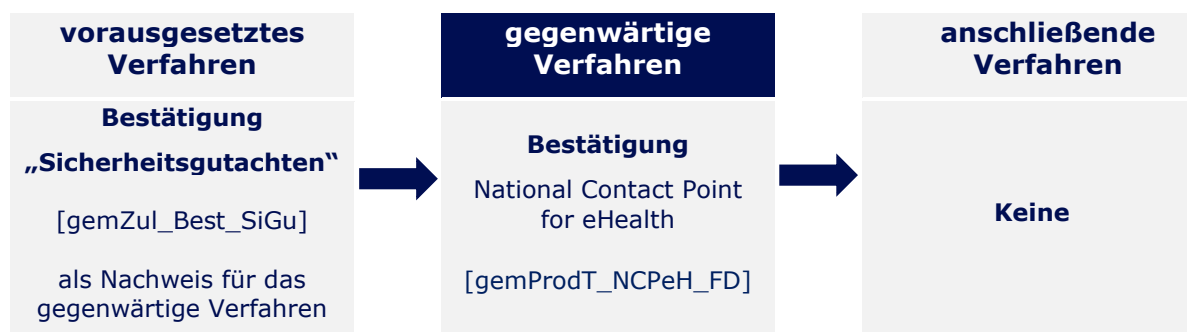 vorausgesetztes
Verfahren
Bestätigung
„Sicherheitsgutachten“
[gemZul_Best_SiGu]
als Nachweis für das
gegenwärtige Verfahren
gegenwärtige
Verfahren
Bestätigung
National Contact Point
for eHealth
[gemProdT_NCPeH_FD]
anschließende
Verfahren
Keine